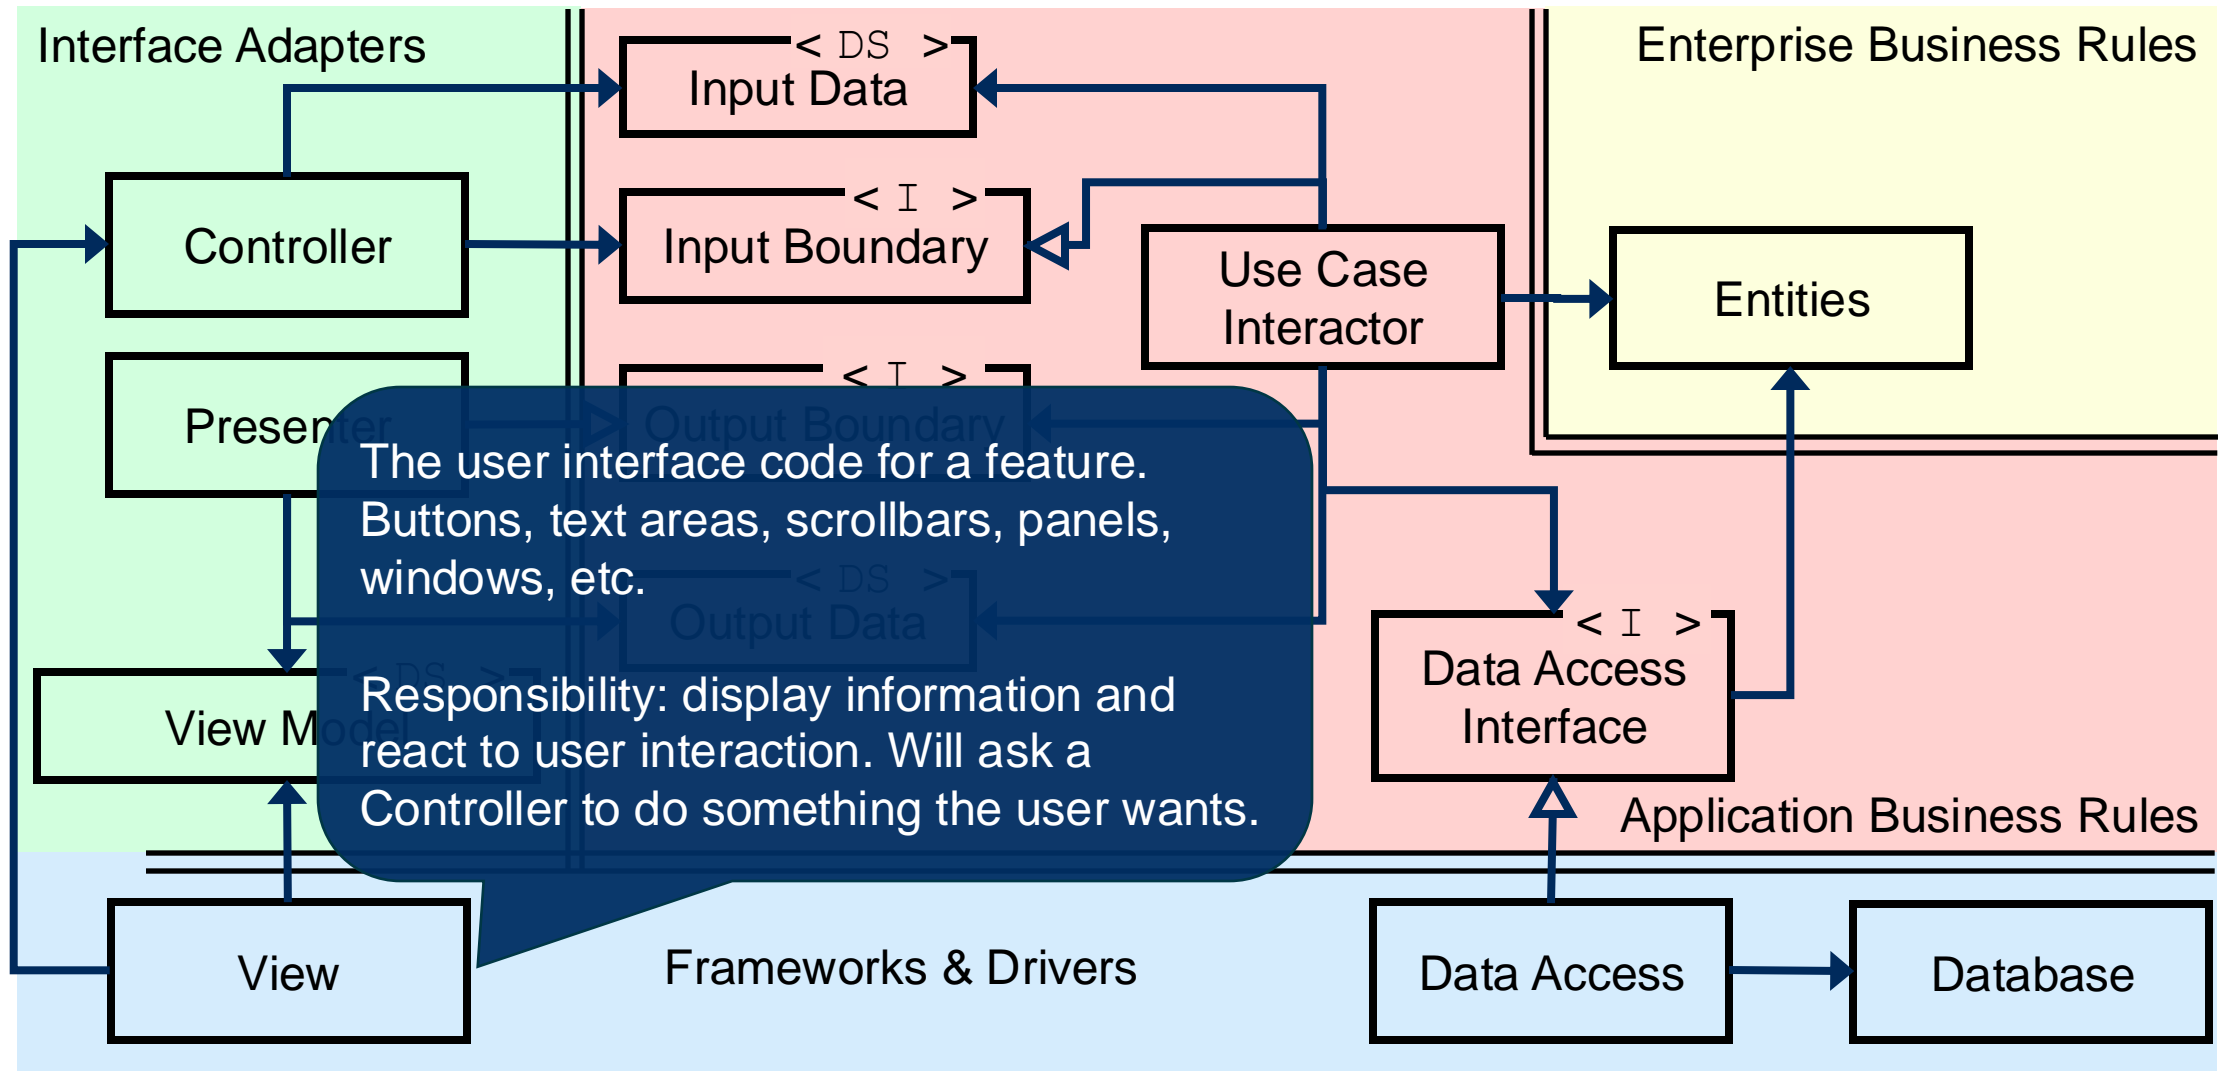 Interface Adapters
Enterprise Business Rules
< DS >
Input Data
< I >
Input Boundary
Controller
Use Case
Interactor
Entities
< I >
Output Boundary
Presenter
The user interface code for a feature.
Buttons, text areas, scrollbars, panels,
windows, etc.
Responsibility: display information and
react to user interaction. Will ask a
Controller to do something the user wants.
< DS >
Output Data
< DS >
View Model
< I >
Data Access
Interface
Application Business Rules
View
Frameworks & Drivers
Data Access
Database